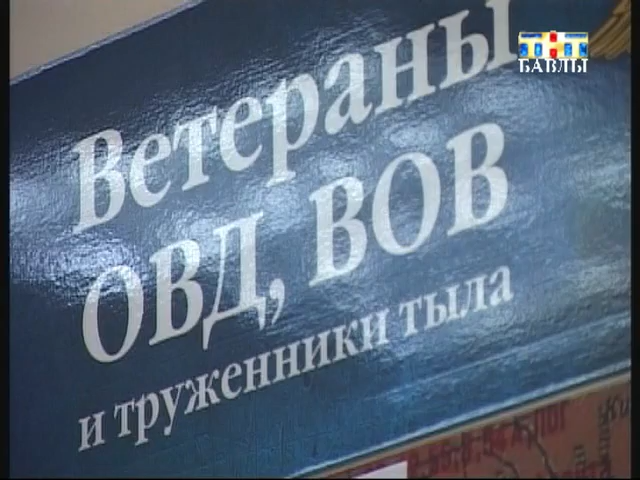 ТНТ
БАВЛЫ
Ветераны
ОВД, ВОВ
и труженники тыла